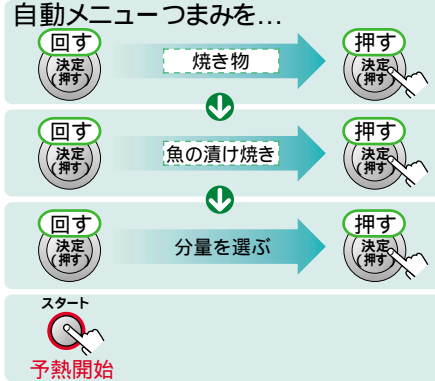 自動メニューつまみを…
回す
決定
(押す)
焼き物
押す
決定
(押す)
回す
決定
(押す)
魚の漬け焼き
押す
決定
(押す)
回す
決定
(押す)
分量を選ぶ
押す
決定
(押す)
スタート
予熱開始